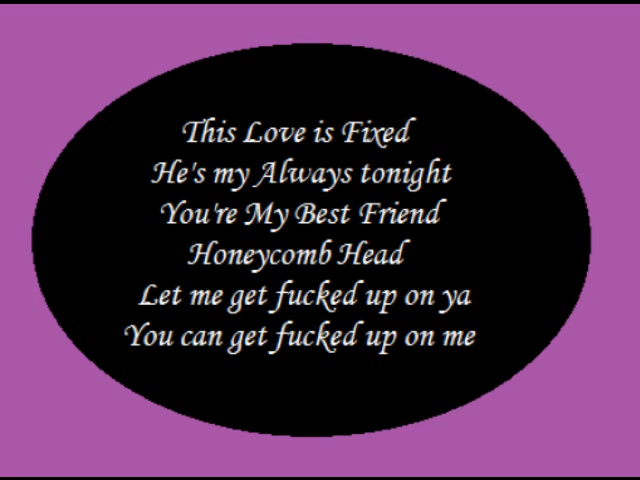 This Love is Fixed
He's my Always tonight
You're My Best Friend
Honeycomb Head
Let me get fucked up on ya
You can get fucked up on me